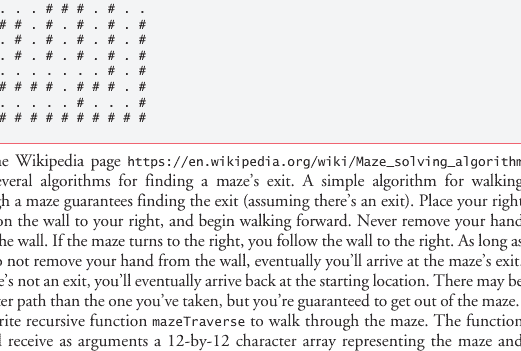 . . . # # # . # . .
# # . # . # . # . #
. # . # . # . # . #
. # . # . # . # . #
. . . . . . . # . #
# # # # . # # # . #
. . . . . # . . . #
# # # # # # # # # #
he Wikipedia page https://en.wikipedia.org/wiki/Maze_solving_algorithm
everal algorithms for finding a maze's exit. A simple algorithm for walking
gh a maze guarantees finding the exit (assuming there's an exit). Place your right
on the wall to your right, and begin walking forward. Never remove your hand
he wall. If the maze turns to the right, you follow the wall to the right. As long as
o not remove your hand from the wall, eventually you'll arrive at the maze's exit.
e's not an exit, you'll eventually arrive back at the starting location. There may be
ter path than the one you've taken, but you're guaranteed to get out of the maze.
rite recursive function mazeTraverse to walk through the maze. The function
d receive as arguments a 12-by-12 character array representing the maze and